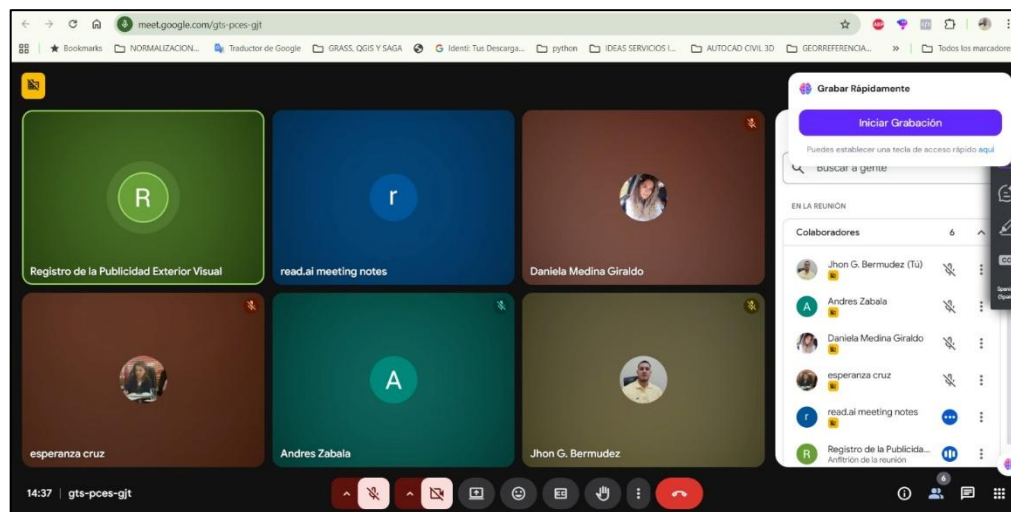 meet.google.com/gts-pces-gjt
Bookmarks NORMALIZACION... Traductor de Google GRASS, QGIS Y SAGA Identi: Tus Descarga... python IDEAS SERVICIOS I... AUTOCAD CIVIL 3D GEORREFERENCIA... » Todos los marcadores
Grabar Rápidamente
Iniciar Grabación
Puedes establecer una tecla de acceso rápido aquí
Buscar a gente
EN LA REUNIÓN
Colaboradores 6
Jhon G. Bermudez (Tú)
A Andres Zabala
Daniela Medina Giraldo
esperanza cruz
r read.ai meeting notes
R Registro de la Publicida...
Anfitrión de la reunión
CC
R
Registro de la Publicidad Exterior Visual
r
read.ai meeting notes
Daniela Medina Giraldo
esperanza cruz
A
Andres Zabala
Jhon G. Bermudez
14:37 | gts-pces-gjt
6